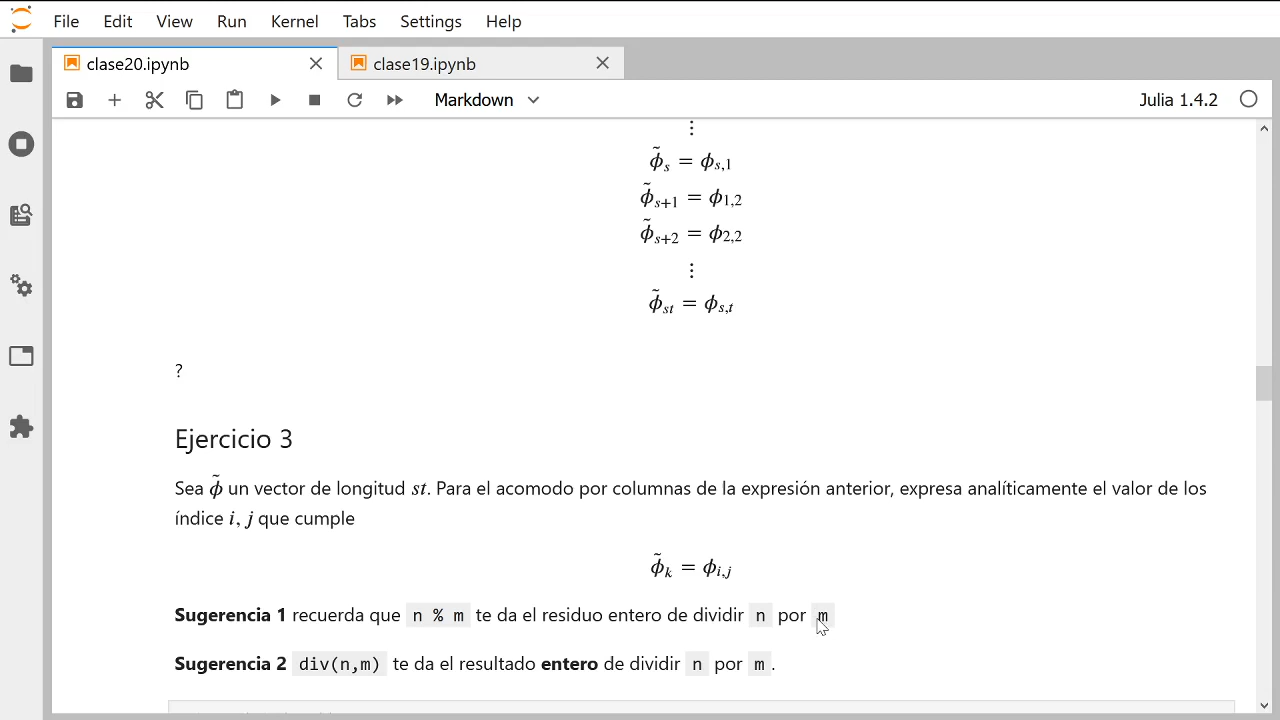 File Edit View Run Kernel Tabs Settings Help
clase20.ipynb clase19.ipynb
Markdown Julia 1.4.2
⋮
ϕ̃ₛ = ϕₛ,₁
ϕ̃ₛ₊₁ = ϕ₁,₂
ϕ̃ₛ₊₂ = ϕ₂,₂
⋮
ϕ̃ₛₜ = ϕₛ,ₜ
?
Ejercicio 3
Sea ϕ̃ un vector de longitud st. Para el acomodo por columnas de la expresión anterior, expresa analíticamente el valor de los
índice i, j que cumple
ϕ̃ₖ = ϕᵢ,ⱼ
Sugerencia 1 recuerda que n % m te da el residuo entero de dividir n por m
Sugerencia 2 div(n,m) te da el resultado entero de dividir n por m .